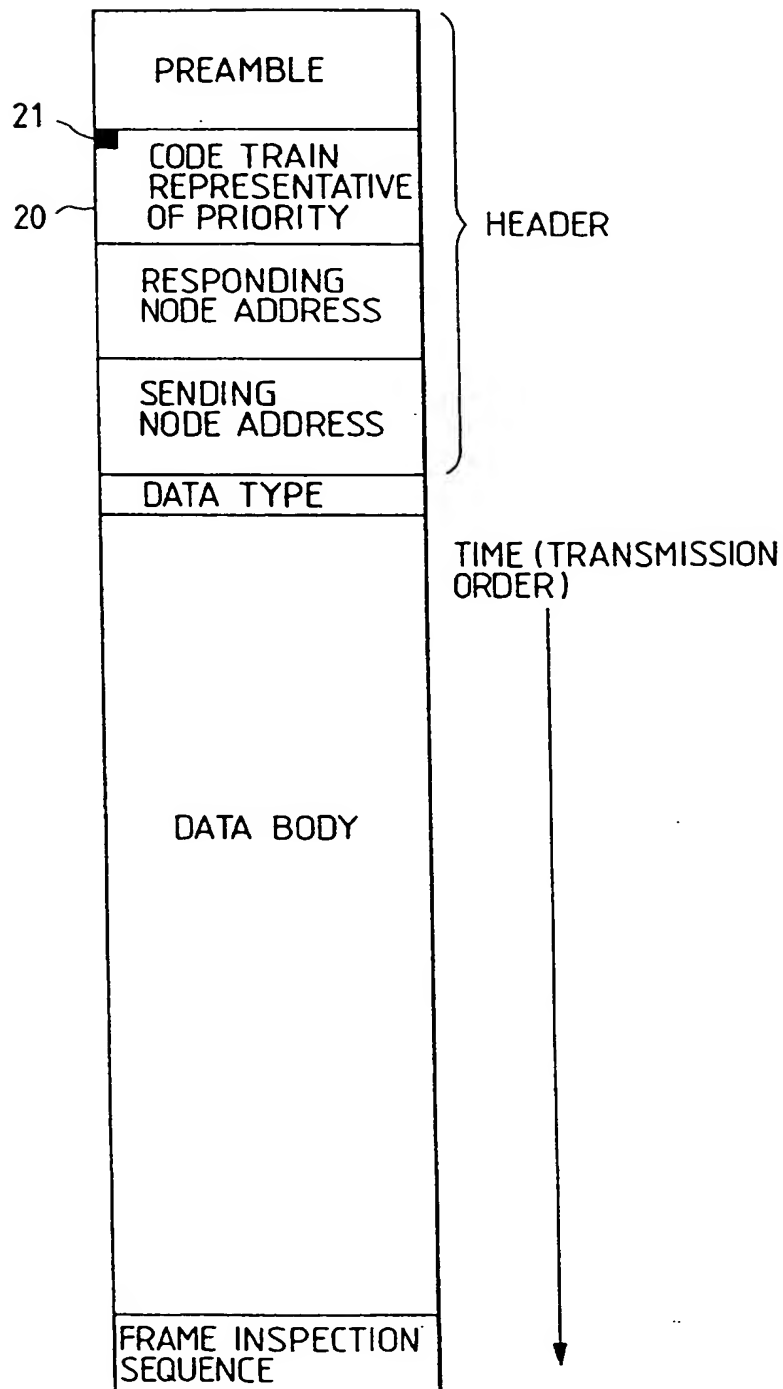 PREAMBLE
21
CODE TRAIN
REPRESENTATIVE
OF PRIORITY
20
HEADER
RESPONDING
NODE ADDRESS
SENDING
NODE ADDRESS
DATA TYPE
TIME (TRANSMISSION
ORDER)
DATA BODY
FRAME INSPECTION
SEQUENCE